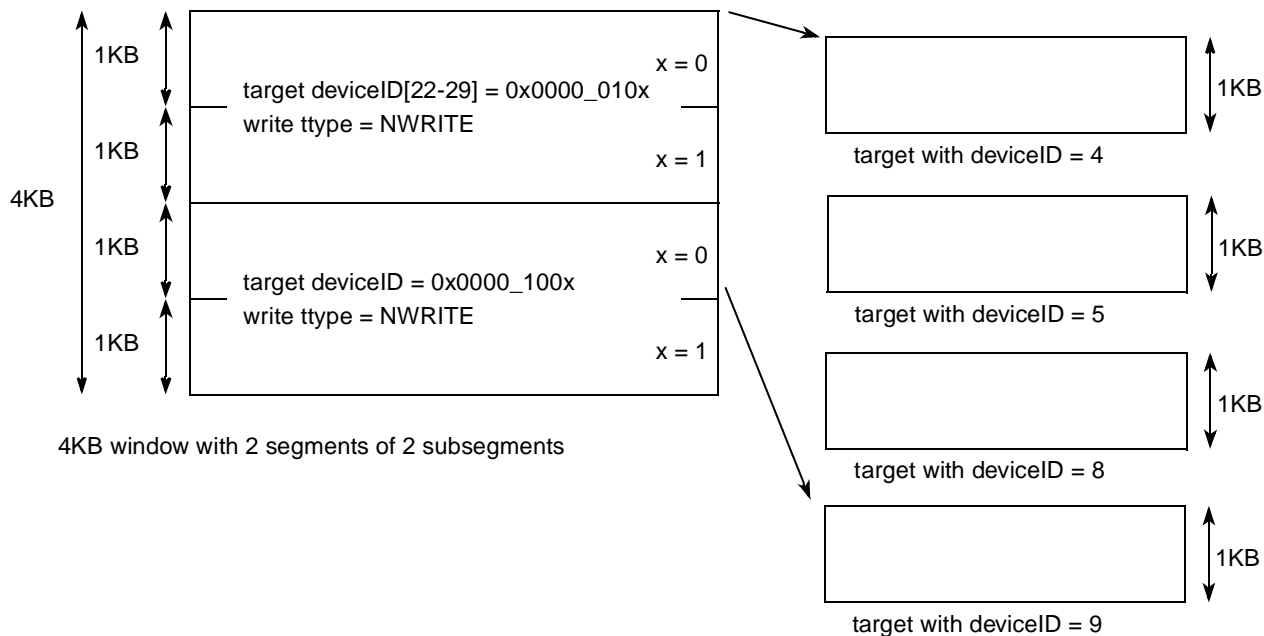 1KB
x = 0
target deviceID[22-29] = 0x0000_010x
write ttype = NWRITE
1KB
x = 1
4KB
1KB
x = 0
target deviceID = 0x0000_100x
write ttype = NWRITE
1KB
x = 1
4KB window with 2 segments of 2 subsegments
1KB
target with deviceID = 4
1KB
target with deviceID = 5
1KB
target with deviceID = 8
1KB
target with deviceID = 9